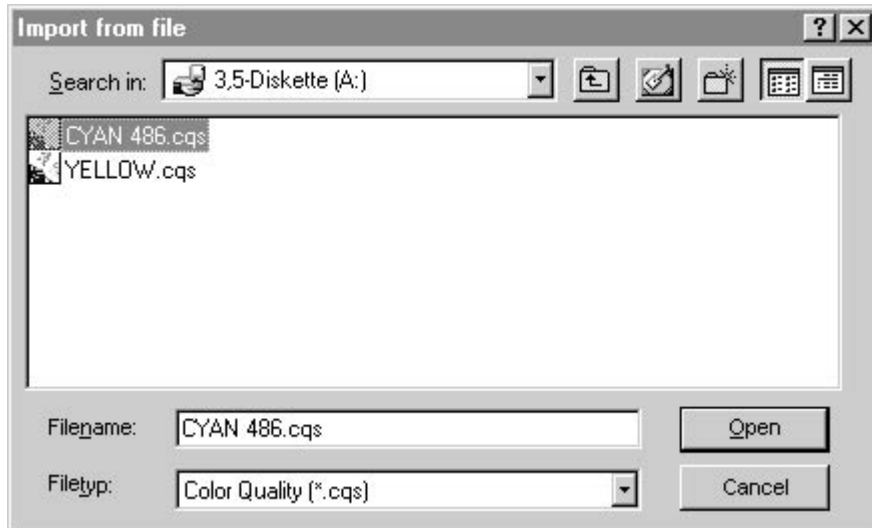 Import from file
Search in: 3,5-Diskette (A:)
CYAN 486.cqs
YELLOW.cqs
Filename: CYAN 486.cqs Open
Filetyp: Color Quality (*.cqs) Cancel